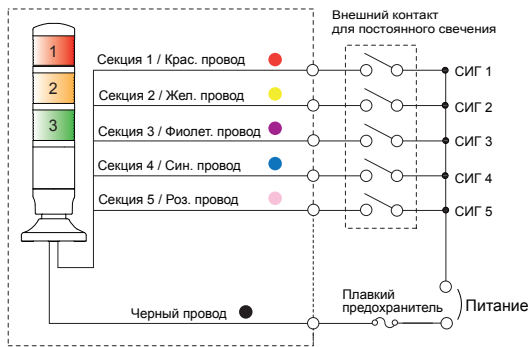 Внешний контакт
для постоянного свечения
1
2
3
Секция 1 / Крас. провод
СИГ 1
Секция 2 / Жел. провод
СИГ 2
Секция 3 / Фиолет. провод
СИГ 3
Секция 4 / Син. провод
СИГ 4
Секция 5 / Роз. провод
СИГ 5
Черный провод
Плавкий
предохранитель
Питание